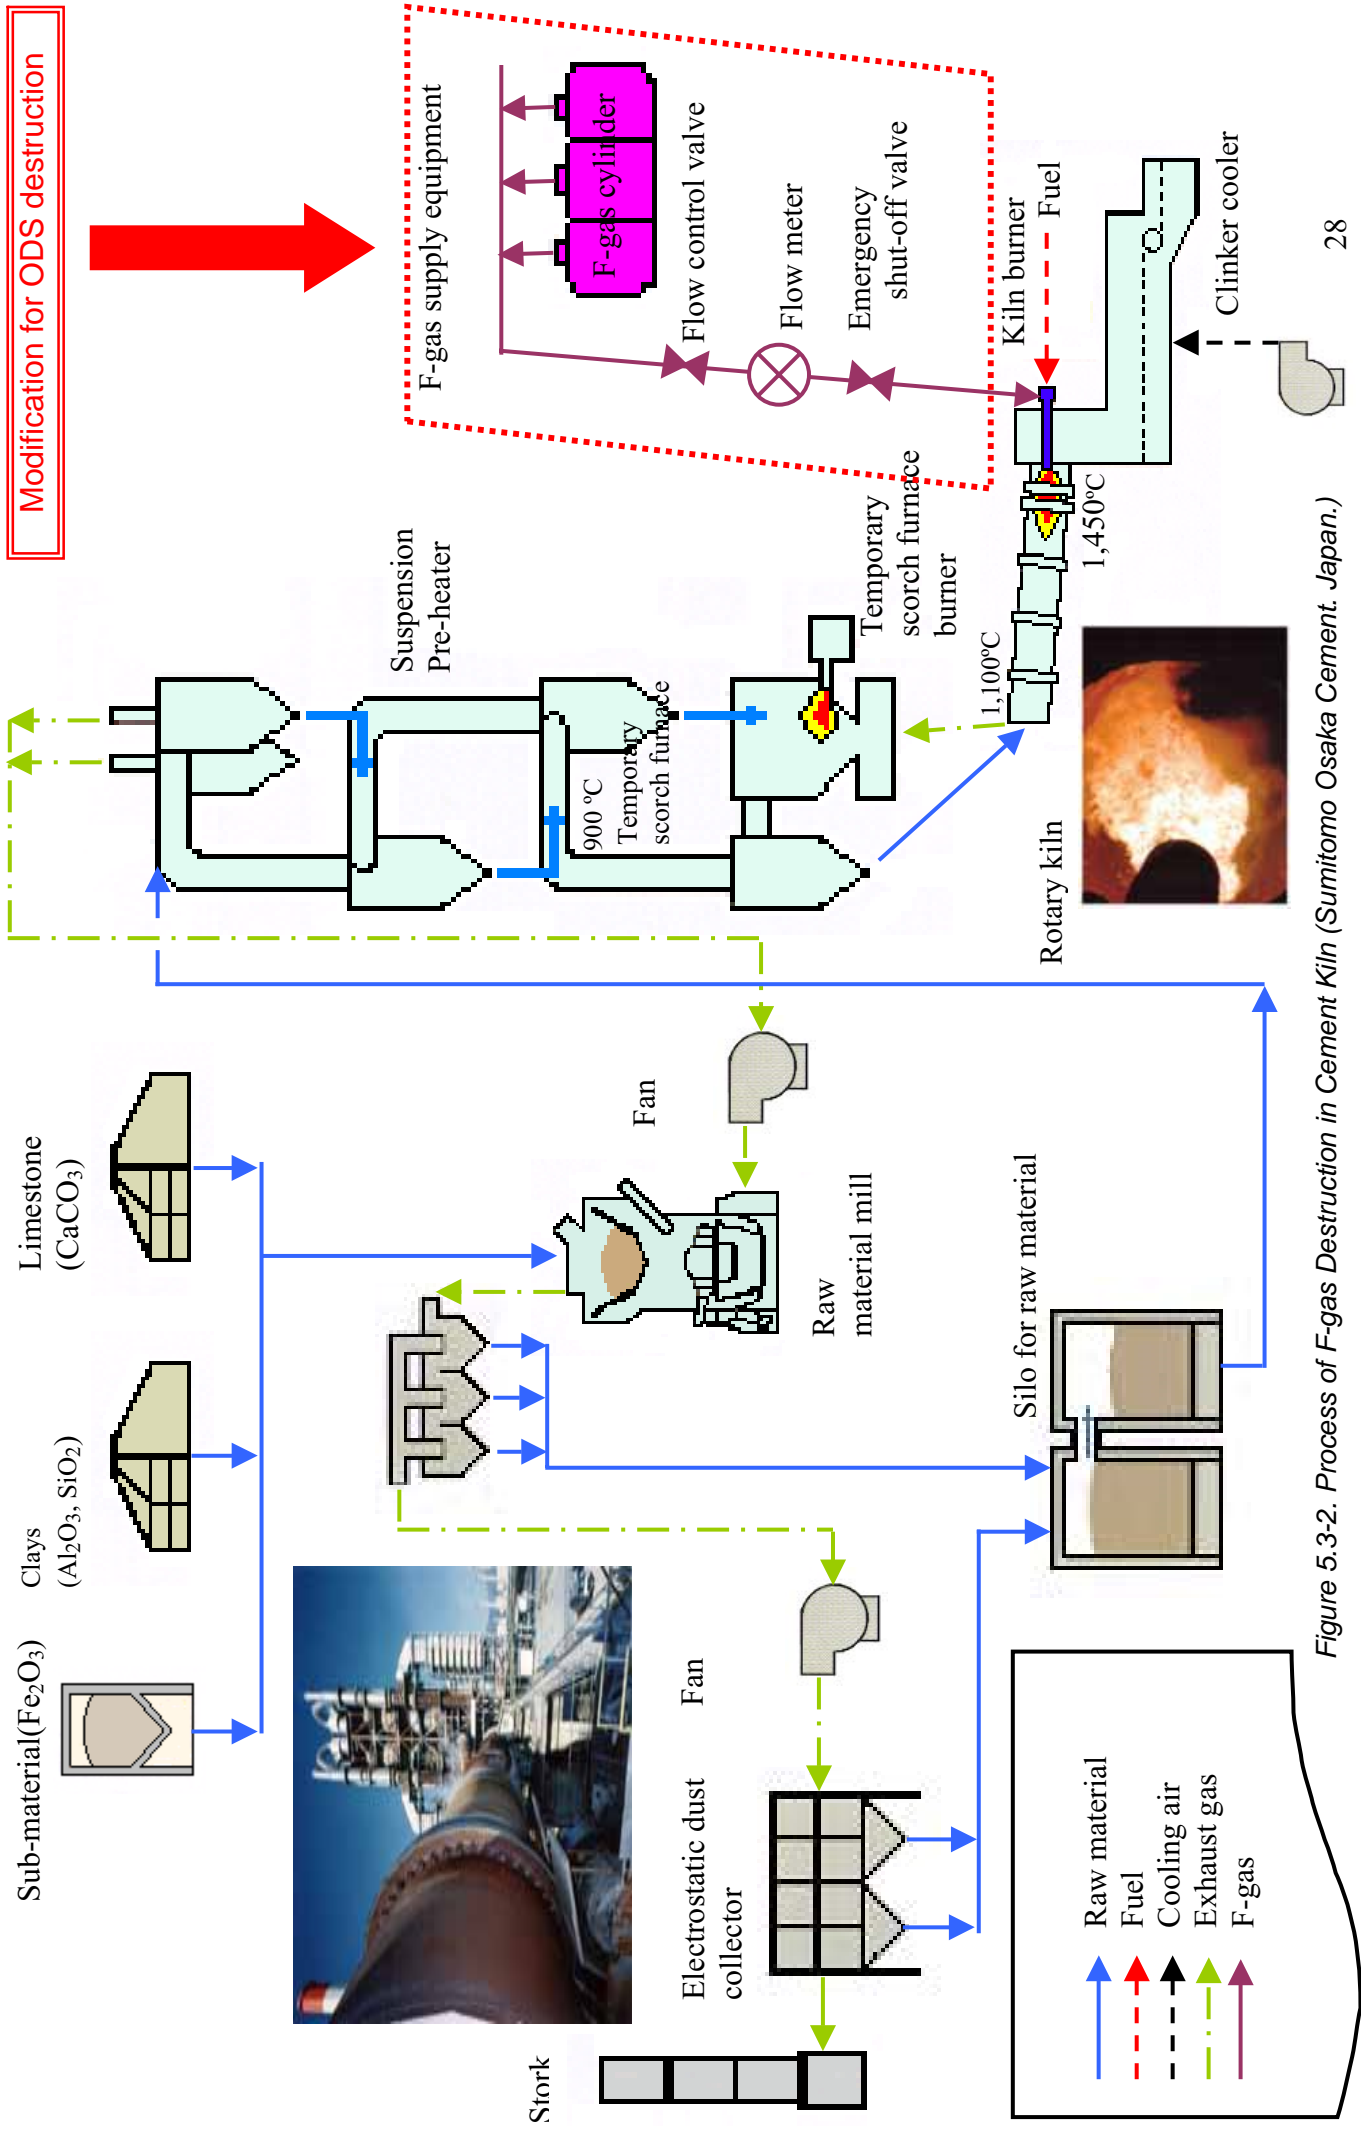 Modification for ODS destruction
Sub-material(Fe₂O₃)
Clays
(Al₂O₃, SiO₂)
Limestone
(CaCO₃)
Suspension
Pre-heater
F-gas supply equipment
F-gas cylinder
Flow control valve
Flow meter
Emergency
shut-off valve
900 ºC
Temporary
scorch furnace
Temporary
scorch furnace
burner
Fan
Raw
material mill
Stork
Electrostatic dust
collector
Fan
Silo for raw material
Rotary kiln
1,100ºC
1,450ºC
Kiln burner
Fuel
Clinker cooler
Raw material
Fuel
Cooling air
Exhaust gas
F-gas
Figure 5.3-2. Process of F-gas Destruction in Cement Kiln (Sumitomo Osaka Cement. Japan.)
28